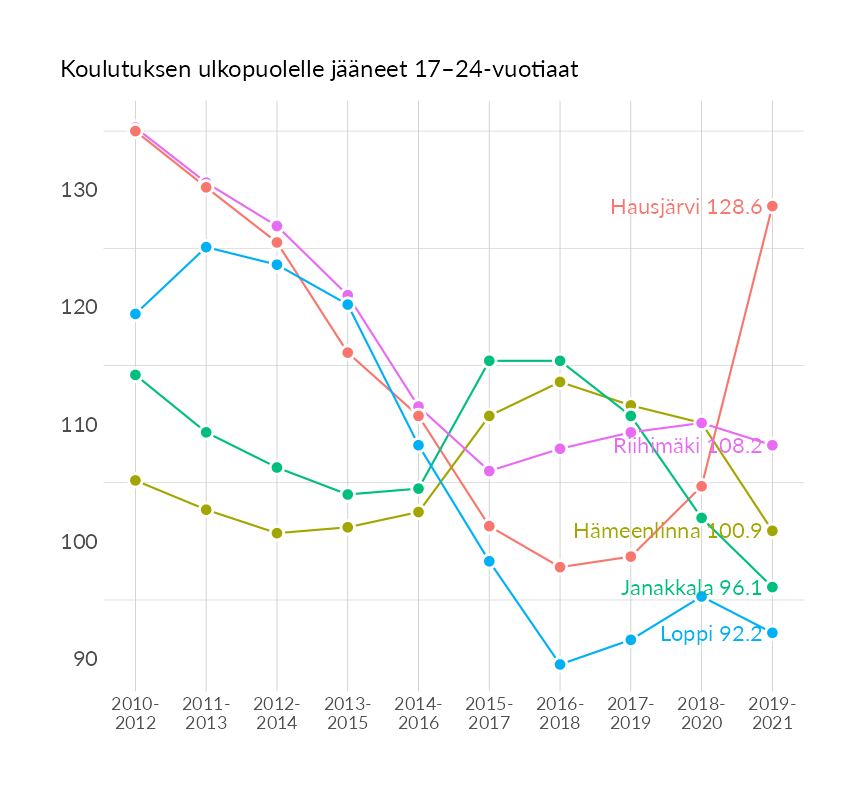 Koulutuksen ulkopuolelle jääneet 17–24-vuotiaat
130
120
110
100
90
Hausjärvi 128.6
Riihimäki 108.2
Hämeenlinna 100.9
Janakkala 96.1
Loppi 92.2
2010- 2011- 2012- 2013- 2014- 2015- 2016- 2017- 2018- 2019-
2012 2013 2014 2015 2016 2017 2018 2019 2020 2021